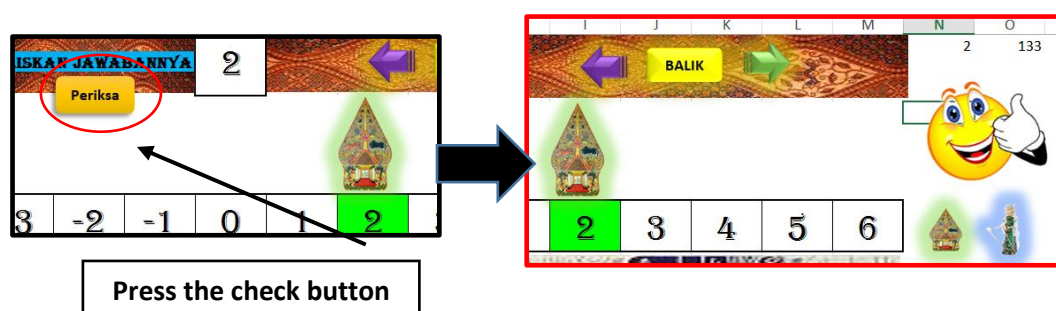 ISKAN JAWABANNYA 2
Periksa
3 -2 -1 0 1 2
Press the check button
I J K L M N O
2 133
BALIK
2 3 4 5 6